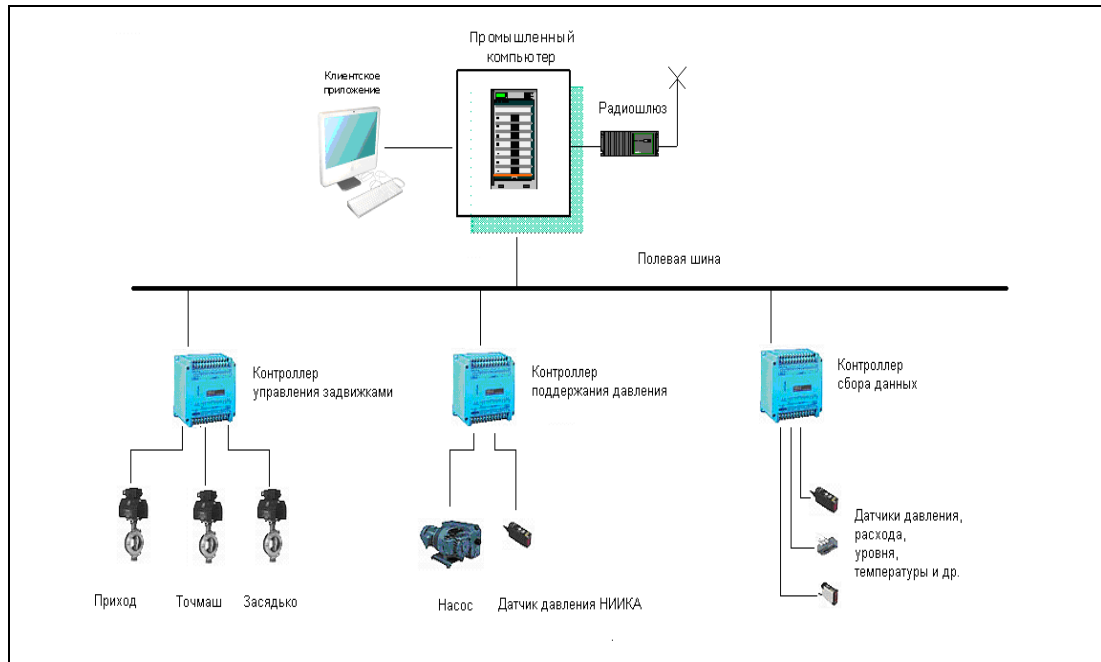 Промышленный
компьютер
Клиентское
приложение
Радиошлюз
Полевая шина
Контроллер
управления задвижками
Контроллер
поддержания давления
Контроллер
сбора данных
Датчики давления,
расхода,
уровня,
температуры и др.
Приход
Точмаш
Засядько
Насос
Датчик давления НИИКА